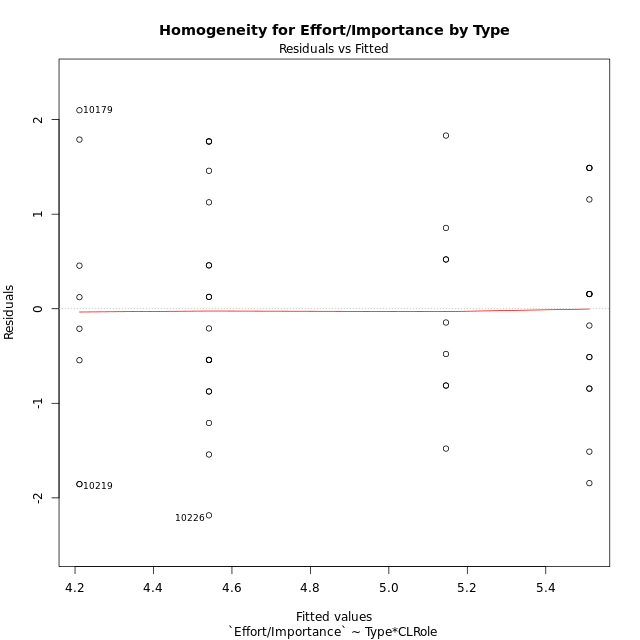 Homogeneity for Effort/Importance by Type
Residuals vs Fitted
10179
10219
10226
2
1
0
-1
-2
Residuals
4.2 4.4 4.6 4.8 5.0 5.2 5.4
Fitted values
`Effort/Importance` ~ Type*CLRole